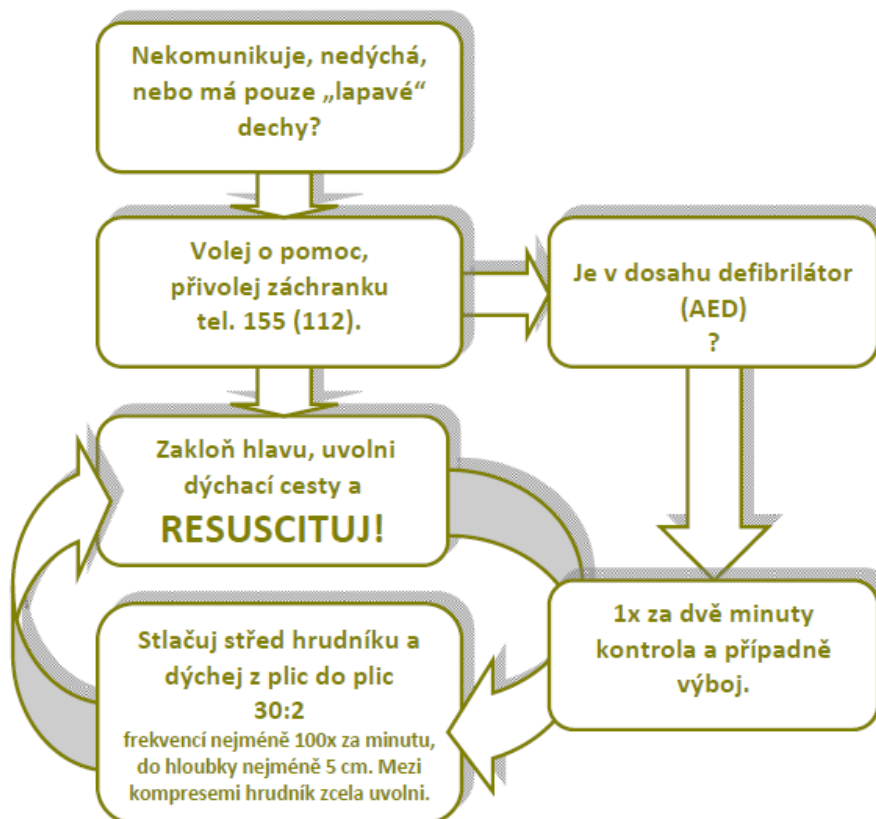 Nekomunikuje, nedýchá,
nebo má pouze „lapavé“
dechy?
Volej o pomoc,
přivolej záchranku
tel. 155 (112).
Je v dosahu defibrilátor
(AED)
?
Zakloň hlavu, uvolni
dýchací cesty a
RESUSCITUJ!
1x za dvě minuty
kontrola a případně
výboj.
Stlačuj střed hrudníku a
dýchej z plic do plic
30:2
frekvencí nejméně 100x za minutu,
do hloubky nejméně 5 cm. Mezi
kompresemi hrudník zcela uvolni.